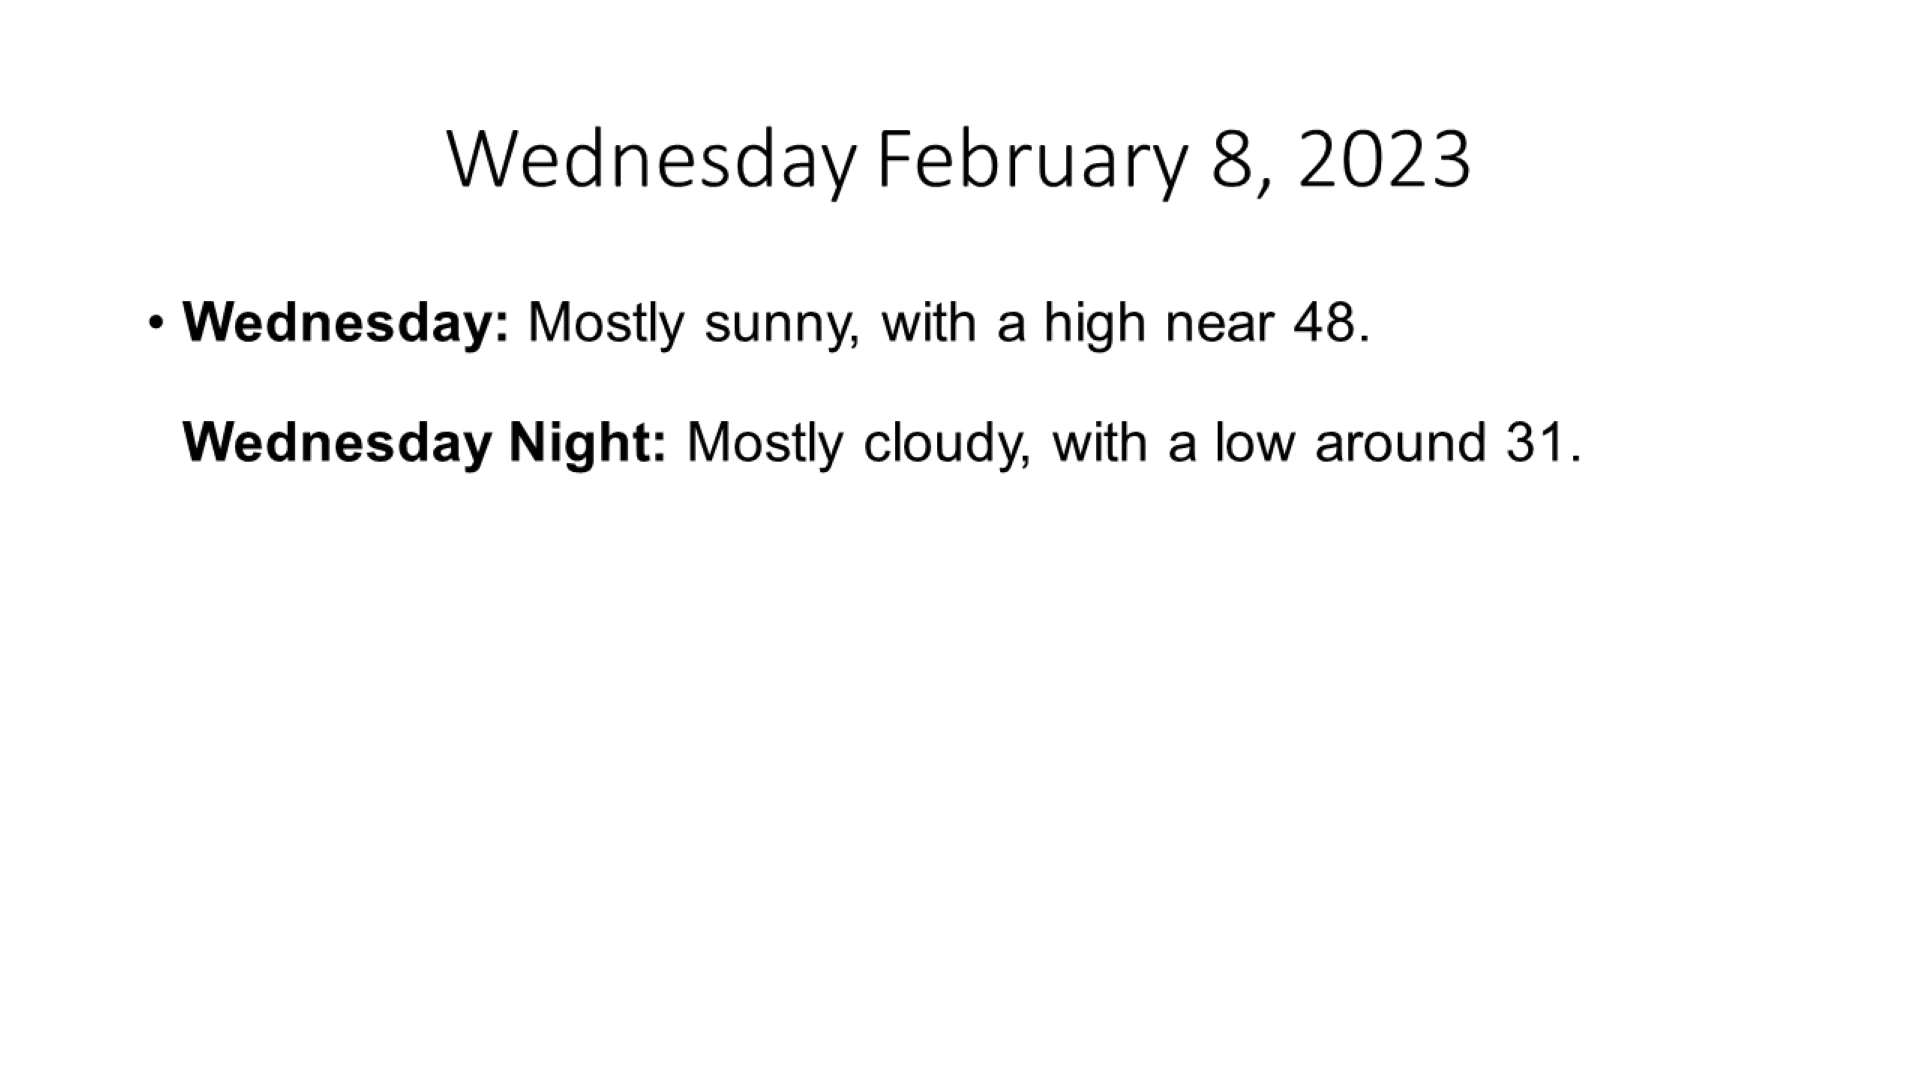 Wednesday February 8, 2023
• Wednesday: Mostly sunny, with a high near 48.
Wednesday Night: Mostly cloudy, with a low around 31.